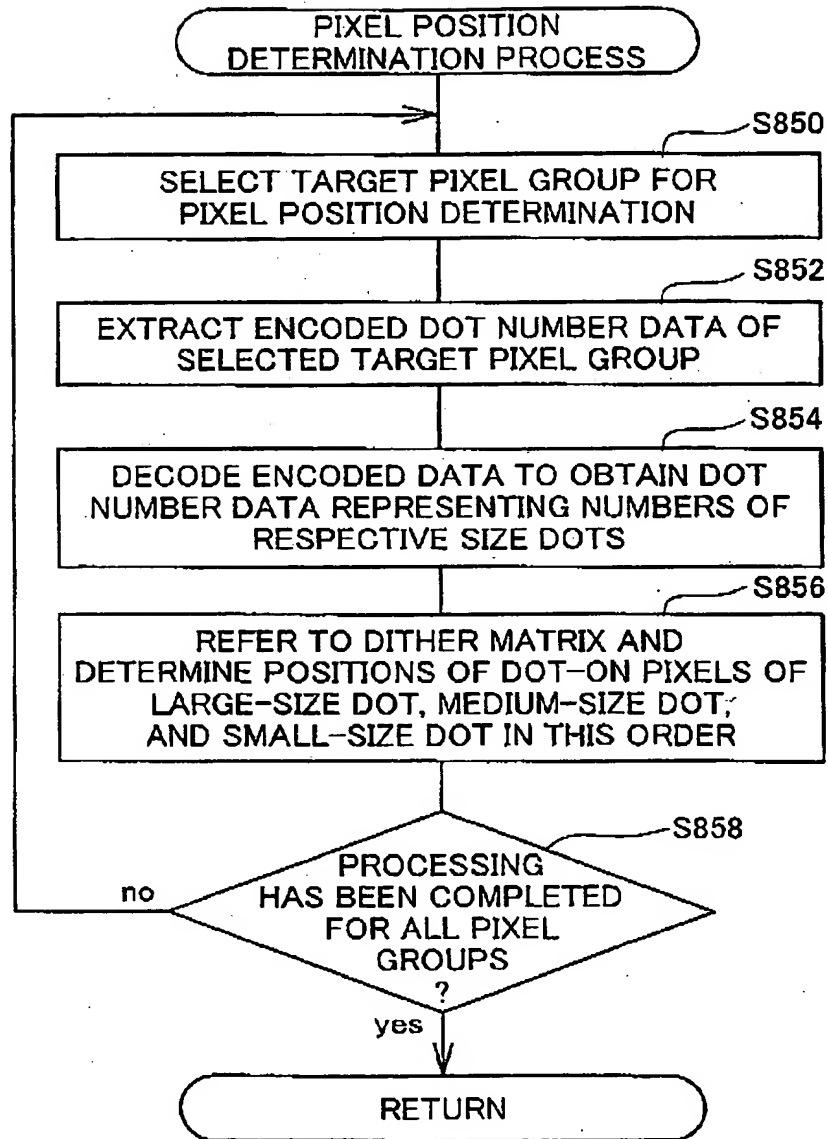 PIXEL POSITION
DETERMINATION PROCESS
S850
SELECT TARGET PIXEL GROUP FOR
PIXEL POSITION DETERMINATION
S852
EXTRACT ENCODED DOT NUMBER DATA OF
SELECTED TARGET PIXEL GROUP
S854
DECODE ENCODED DATA TO OBTAIN DOT
NUMBER DATA REPRESENTING NUMBERS OF
RESPECTIVE SIZE DOTS
S856
REFER TO DITHER MATRIX AND
DETERMINE POSITIONS OF DOT-ON PIXELS OF
LARGE-SIZE DOT, MEDIUM-SIZE DOT,
AND SMALL-SIZE DOT IN THIS ORDER
S858
PROCESSING
HAS BEEN COMPLETED
FOR ALL PIXEL
GROUPS
?
no
yes
RETURN